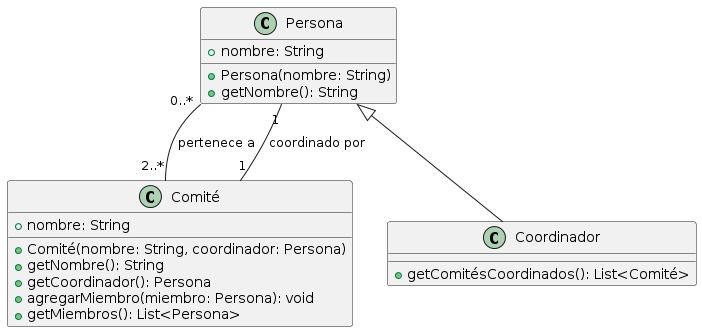 C Persona
nombre: String
Persona(nombre: String)
getNombre(): String
0..*
1
pertenece a
coordinado por
2..*
1
C Comité
nombre: String
Comité(nombre: String, coordinador: Persona)
getNombre(): String
getCoordinador(): Persona
agregarMiembro(miembro: Persona): void
getMiembros(): List<Persona>
C Coordinador
getComitésCoordinados(): List<Comité>